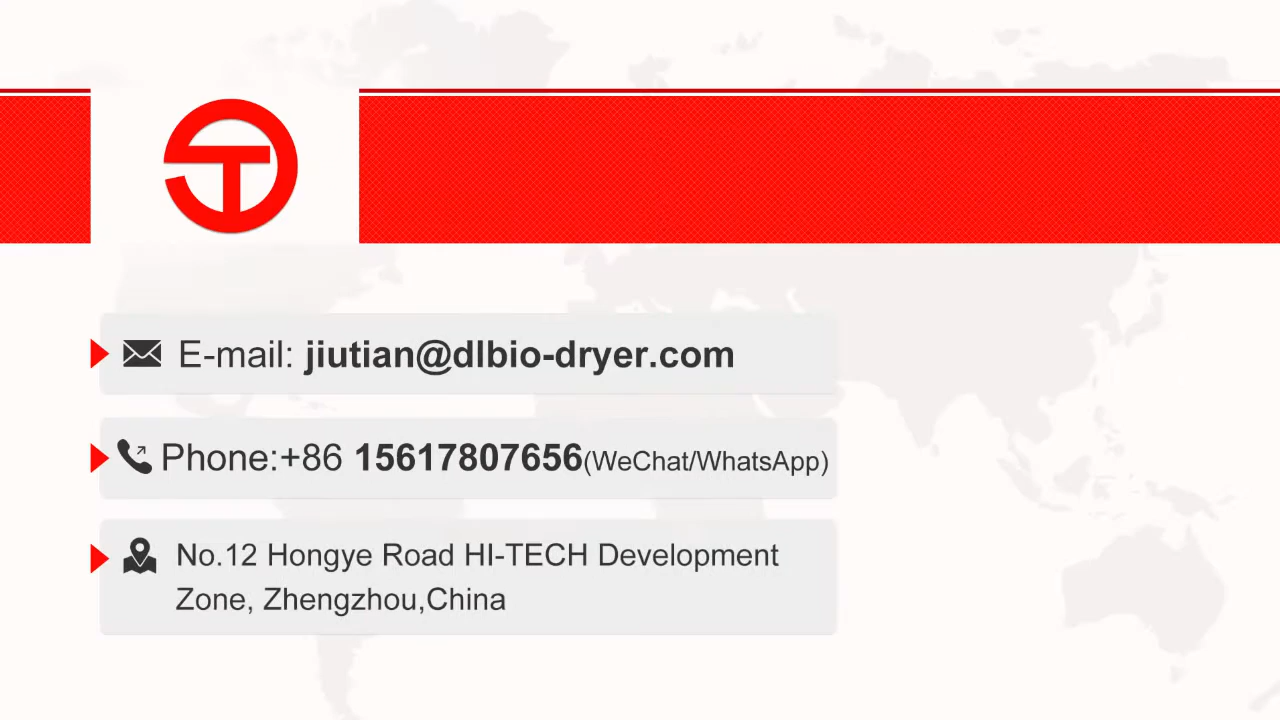 E-mail: jiutian@dlbio-dryer.com
Phone:+86 15617807656(WeChat/WhatsApp)
No.12 Hongye Road HI-TECH Development
Zone, Zhengzhou,China